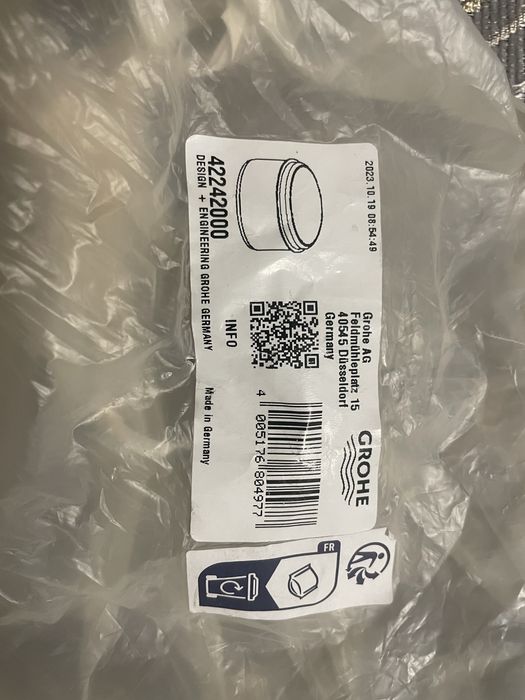 2023.10.19 08:54:49
42242000
DESIGN + ENGINEERING GROHE GERMANY
Grohe AG
Feldmühleplatz 15
40545 Düsseldorf
Germany
INFO
GROHE
4 005176 804977
Made in Germany
FR